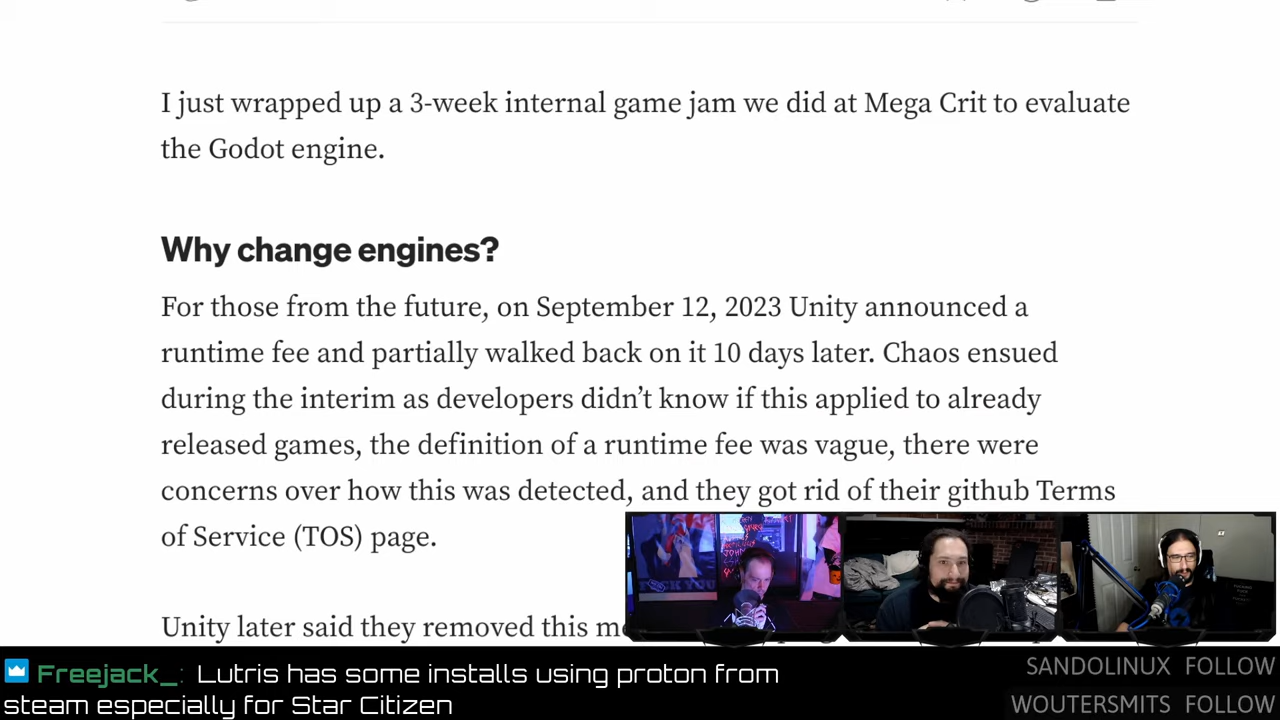 I just wrapped up a 3-week internal game jam we did at Mega Crit to evaluate
the Godot engine.
Why change engines?
For those from the future, on September 12, 2023 Unity announced a
runtime fee and partially walked back on it 10 days later. Chaos ensued
during the interim as developers didn’t know if this applied to already
released games, the definition of a runtime fee was vague, there were
concerns over how this was detected, and they got rid of their github Terms
of Service (TOS) page.
Unity later said they removed this
Freejack_: Lutris has some installs using proton from
steam especially for Star Citizen
SANDOLINUX FOLLOW
WOUTERSMITS FOLLOW